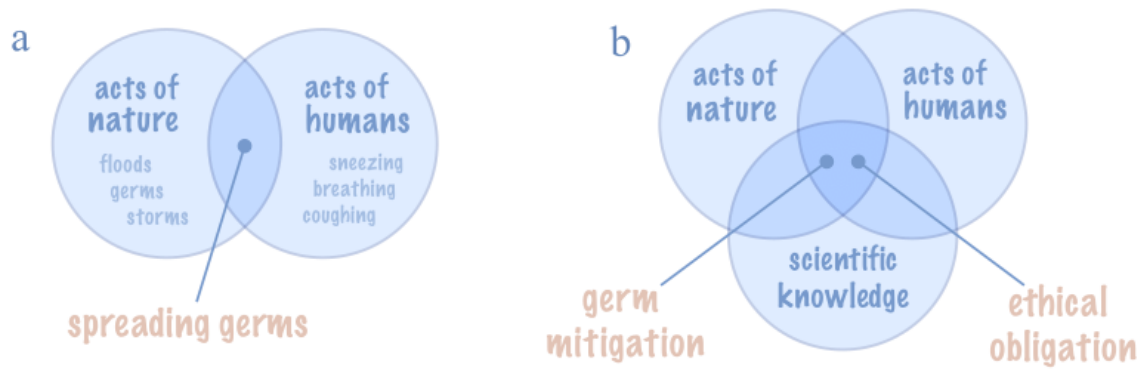 a
acts of
nature
floods
germs
storms
acts of
humans
sneezing
breathing
coughing
spreading germs
b
acts of
nature
acts of
humans
scientific
knowledge
germ
mitigation
ethical
obligation